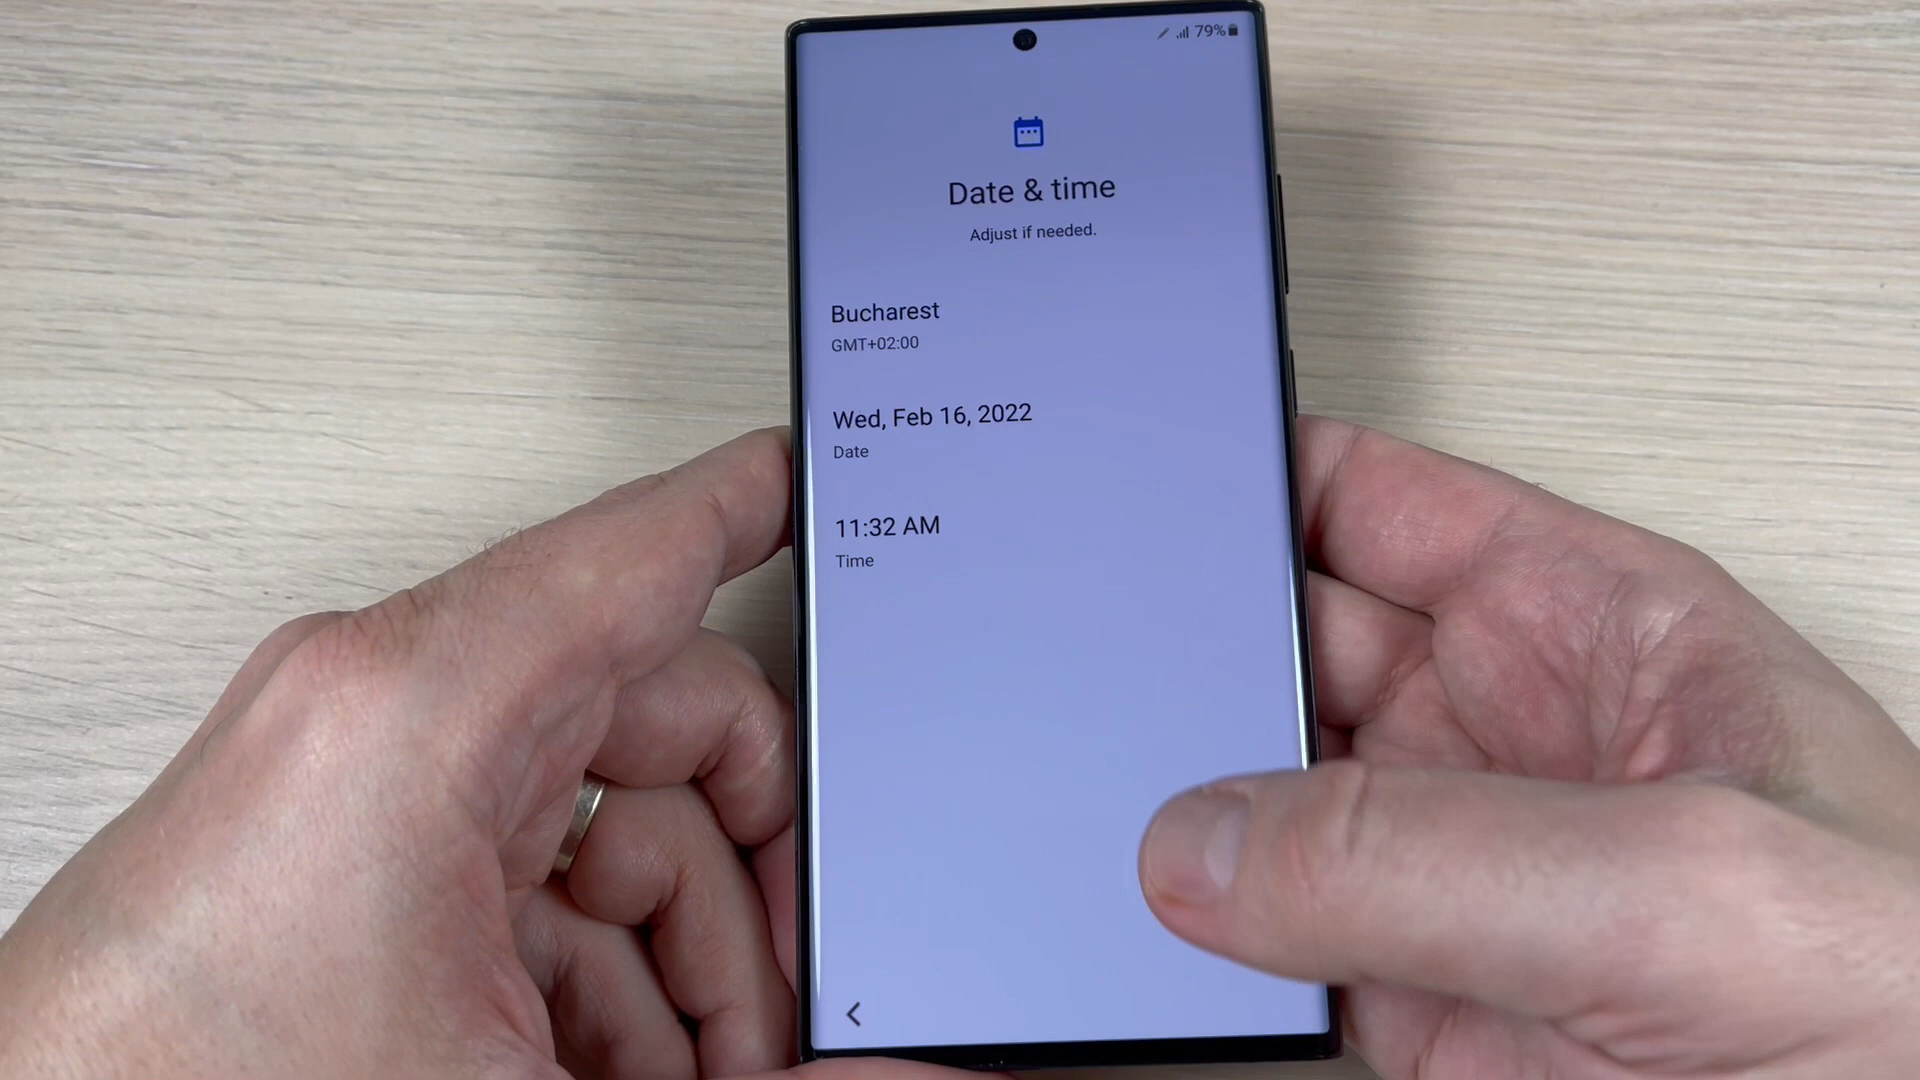 79%
Date & time
Adjust if needed.
Bucharest
GMT+02:00
Wed, Feb 16, 2022
Date
11:32 AM
Time